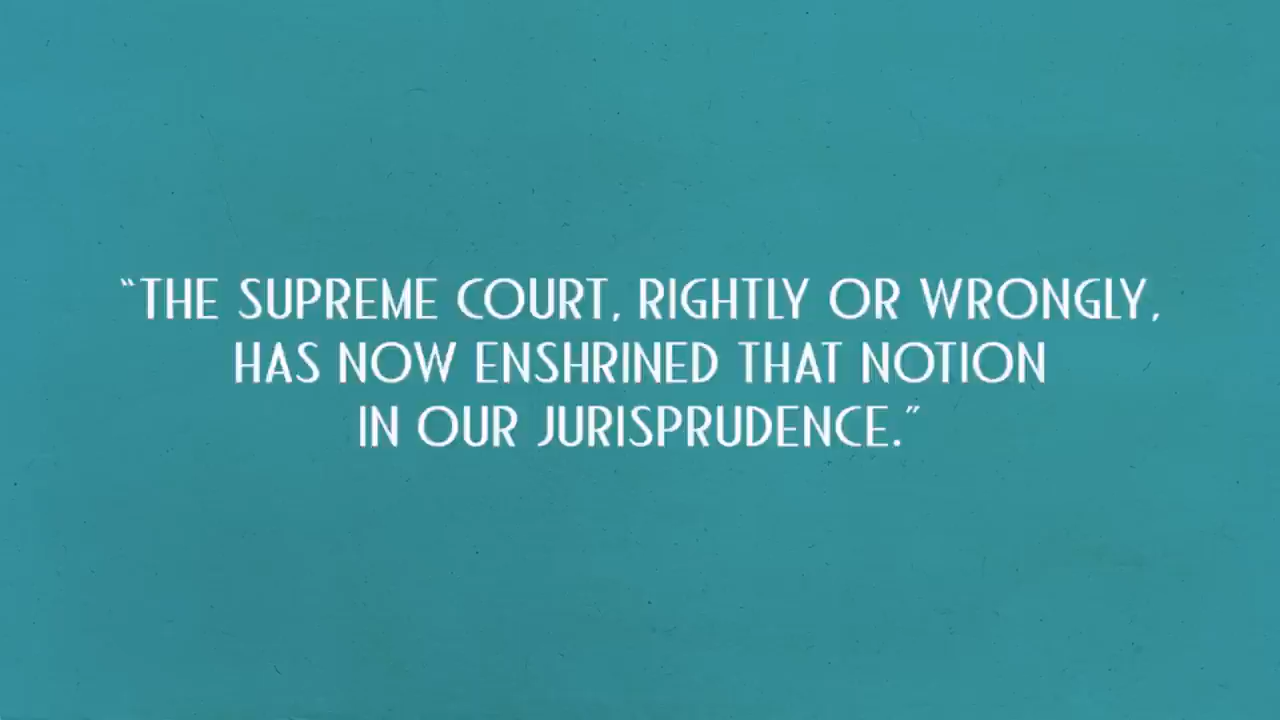 “THE SUPREME COURT, RIGHTLY OR WRONGLY,
HAS NOW ENSHRINED THAT NOTION
IN OUR JURISPRUDENCE.”